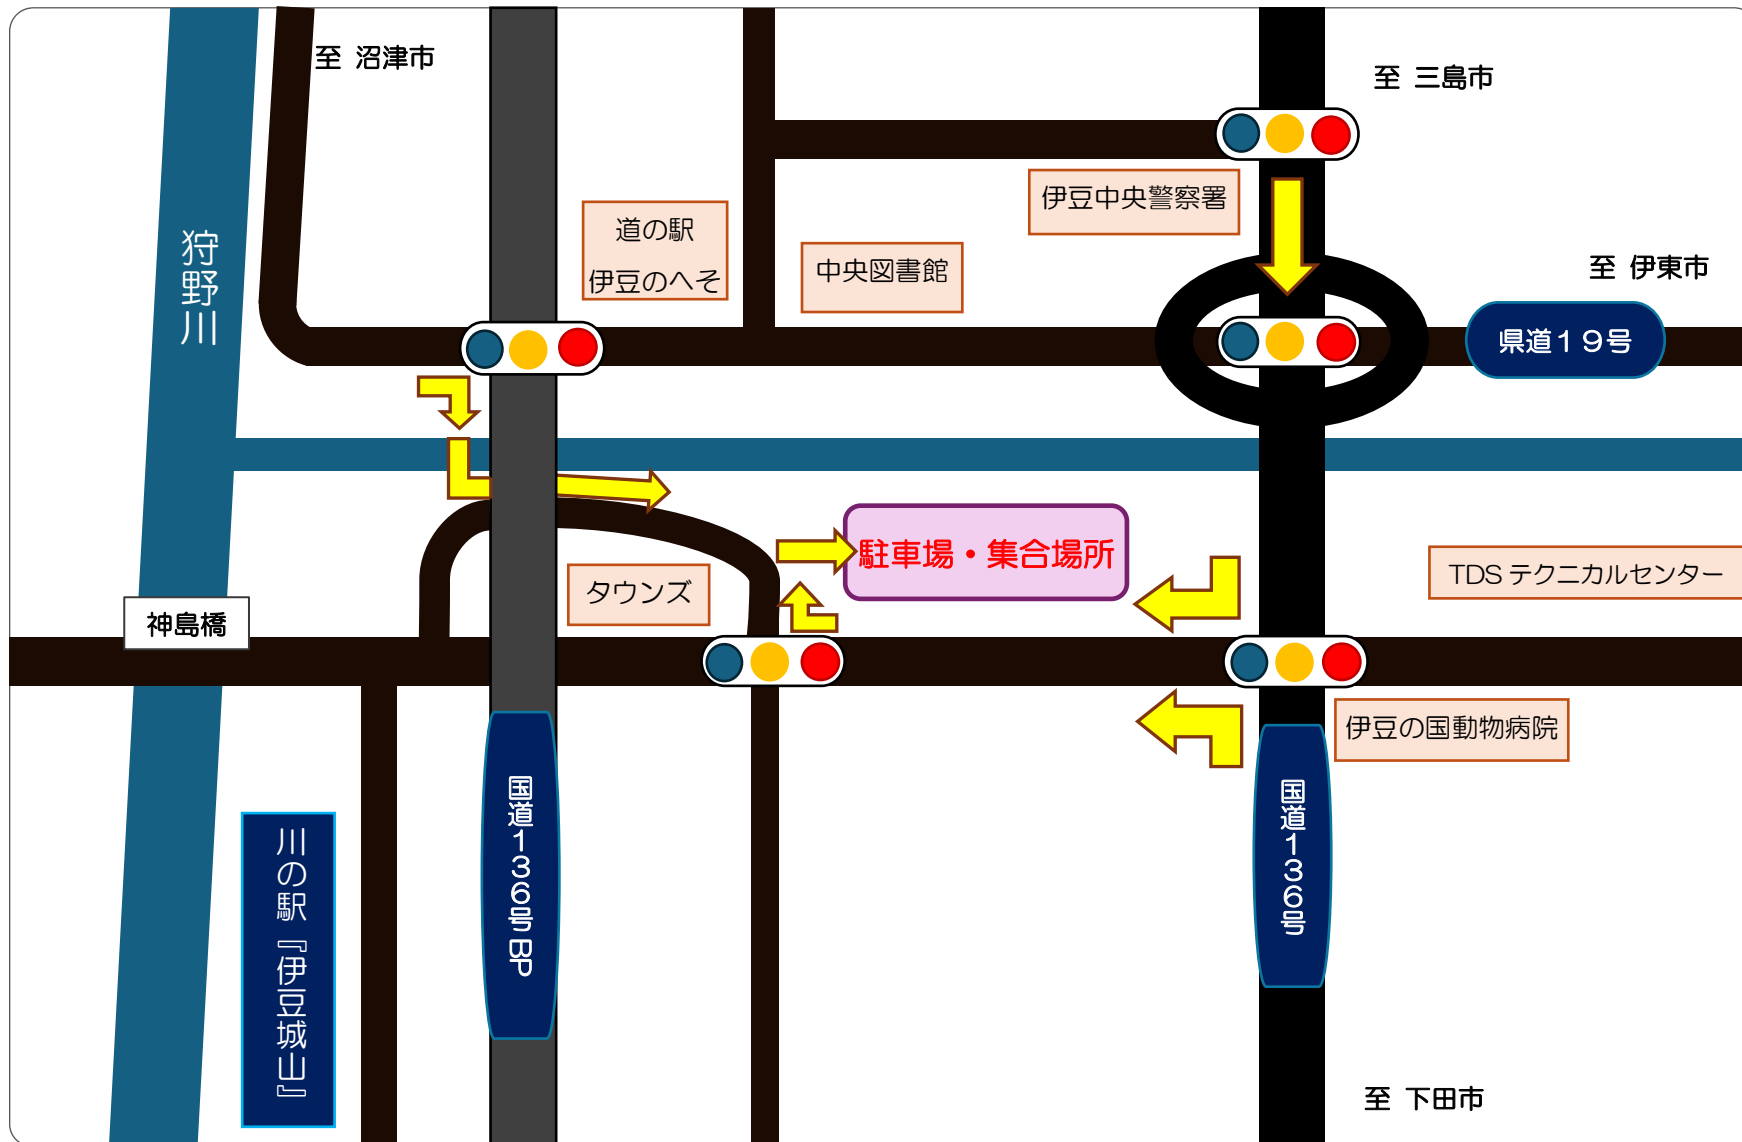 至 沼津市
至 三島市
伊豆中央警察署
道の駅
伊豆のへそ
中央図書館
至 伊東市
狩野川
県道１９号
駐車場・集合場所
タウンズ
TDS テクニカルセンター
神島橋
伊豆の国動物病院
国道１３６号BP
国道１３６号
川の駅『伊豆城山』
至 下田市